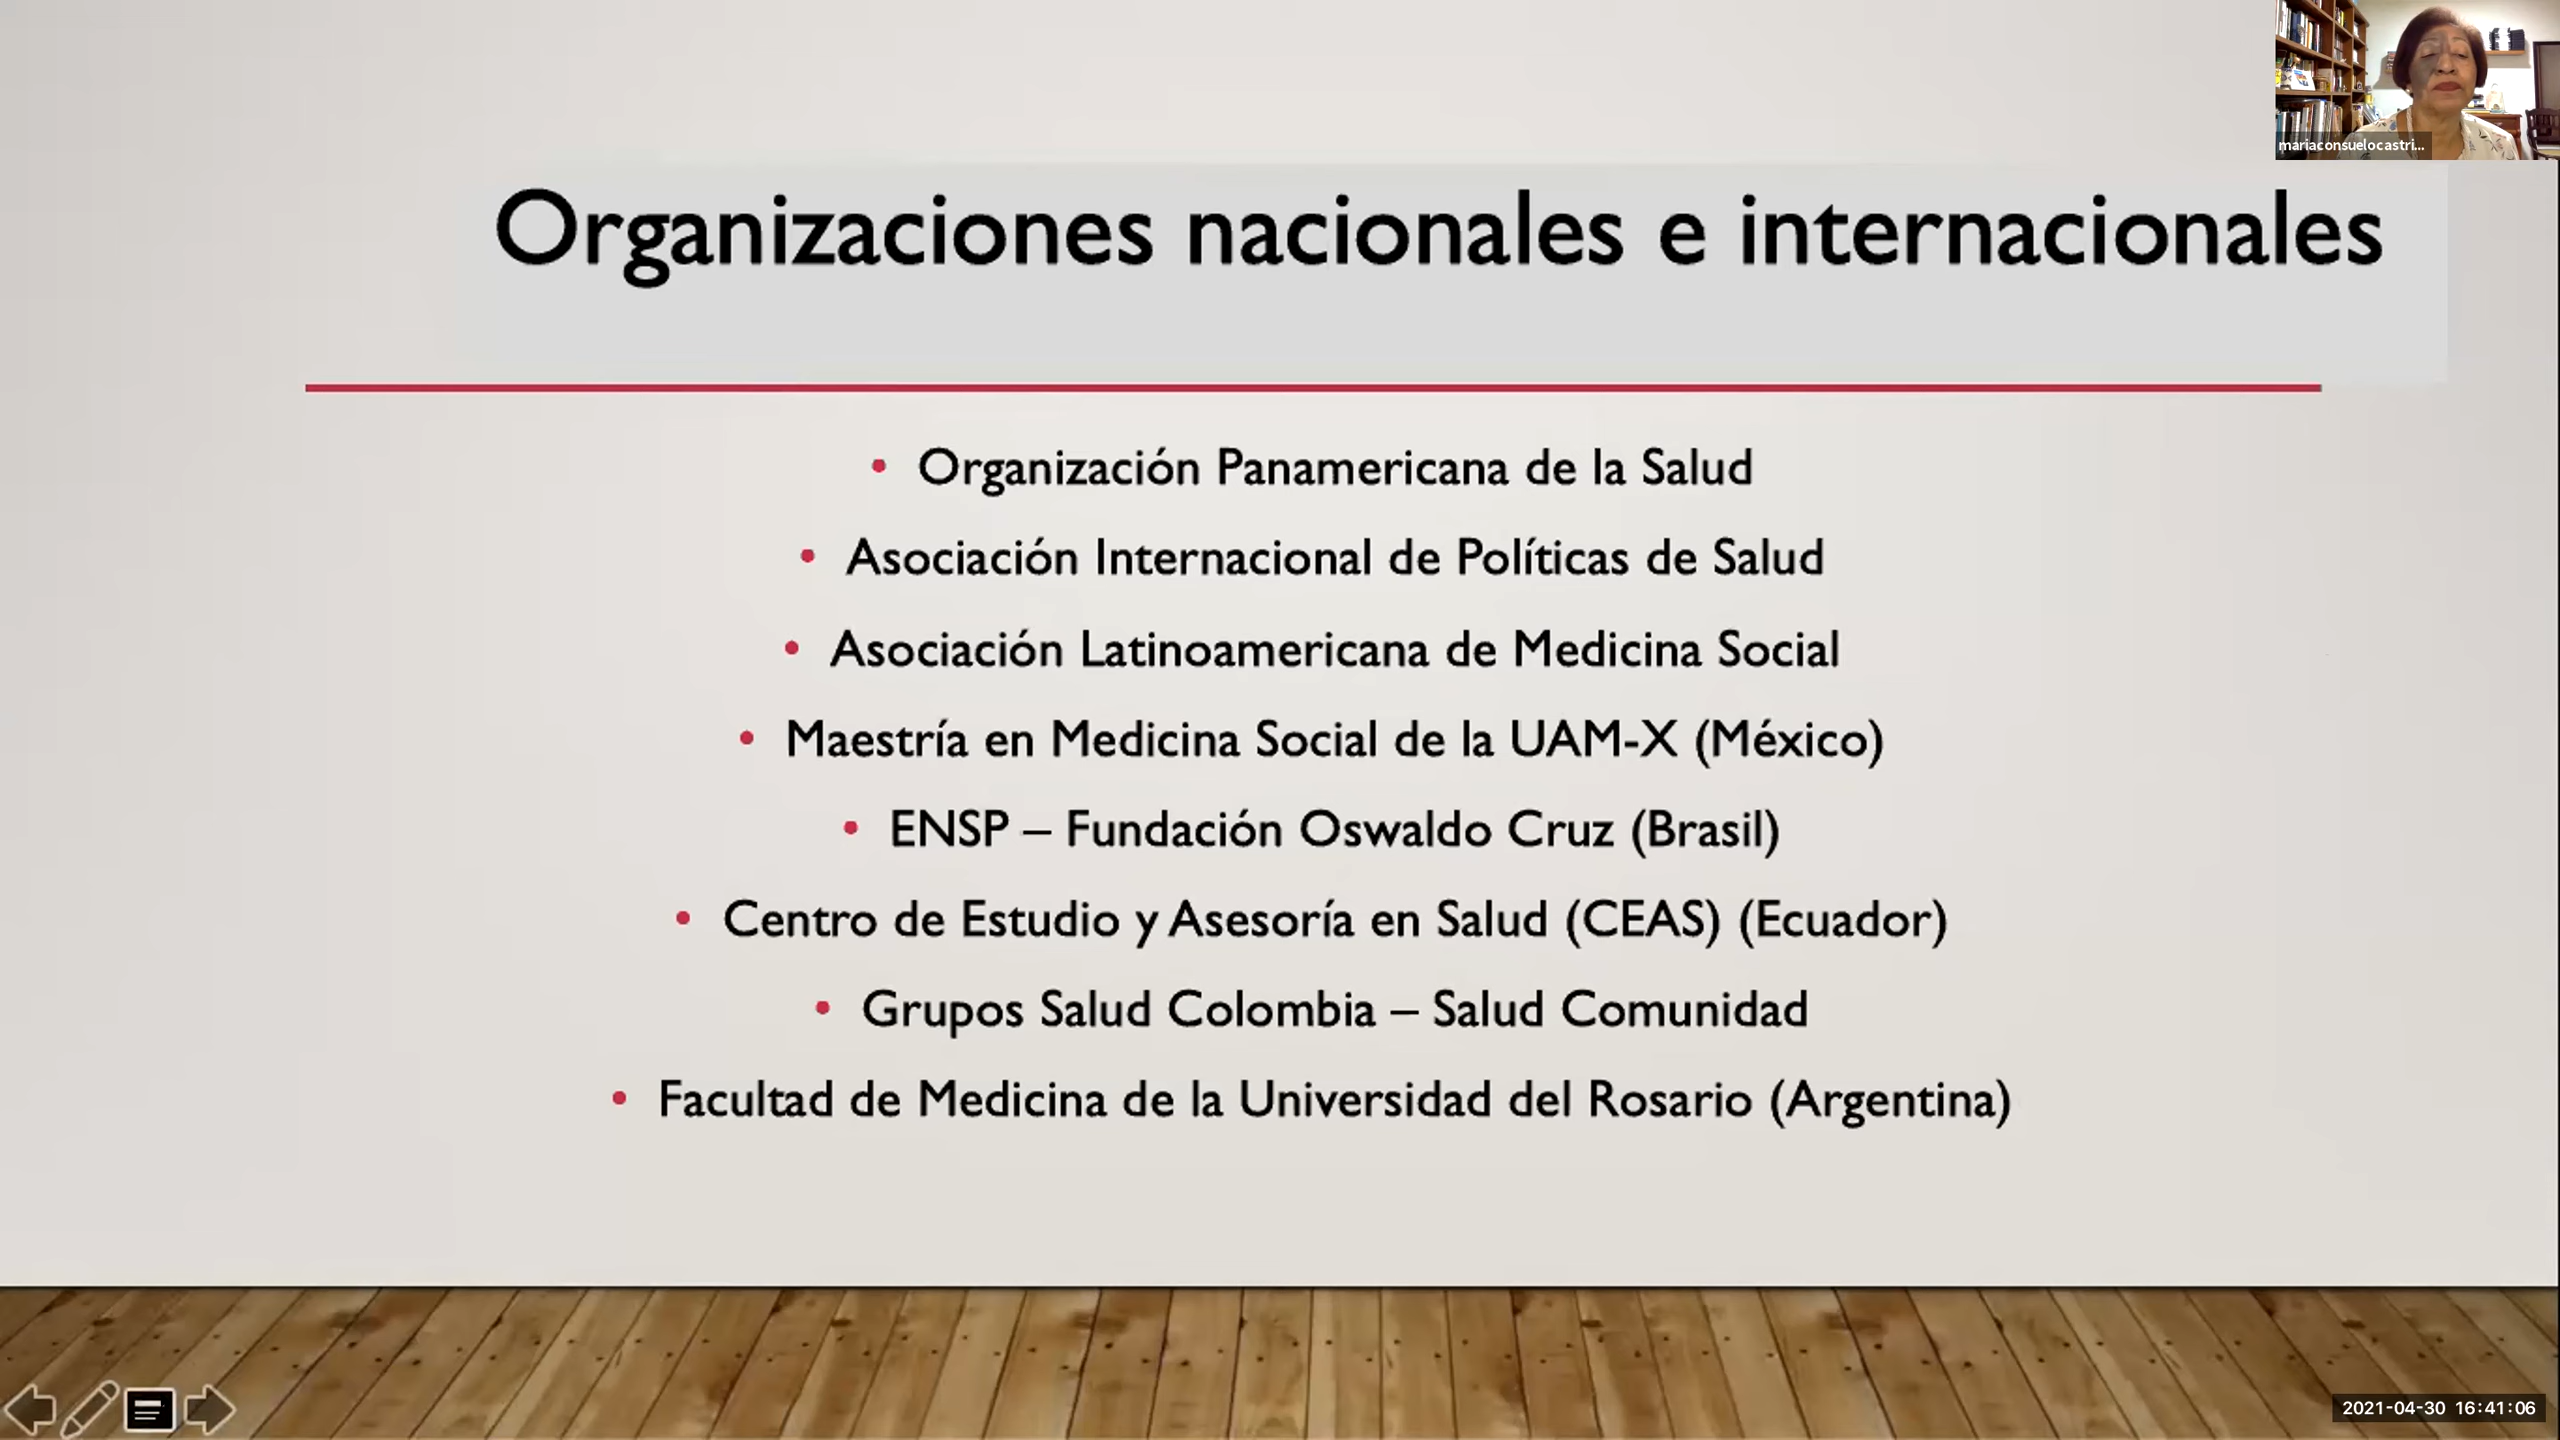 mariaconsuelocastri...
Organizaciones nacionales e internacionales
• Organización Panamericana de la Salud
• Asociación Internacional de Políticas de Salud
• Asociación Latinoamericana de Medicina Social
• Maestría en Medicina Social de la UAM-X (México)
• ENSP – Fundación Oswaldo Cruz (Brasil)
• Centro de Estudio y Asesoría en Salud (CEAS) (Ecuador)
• Grupos Salud Colombia – Salud Comunidad
• Facultad de Medicina de la Universidad del Rosario (Argentina)
2021-04-30 16:41:06